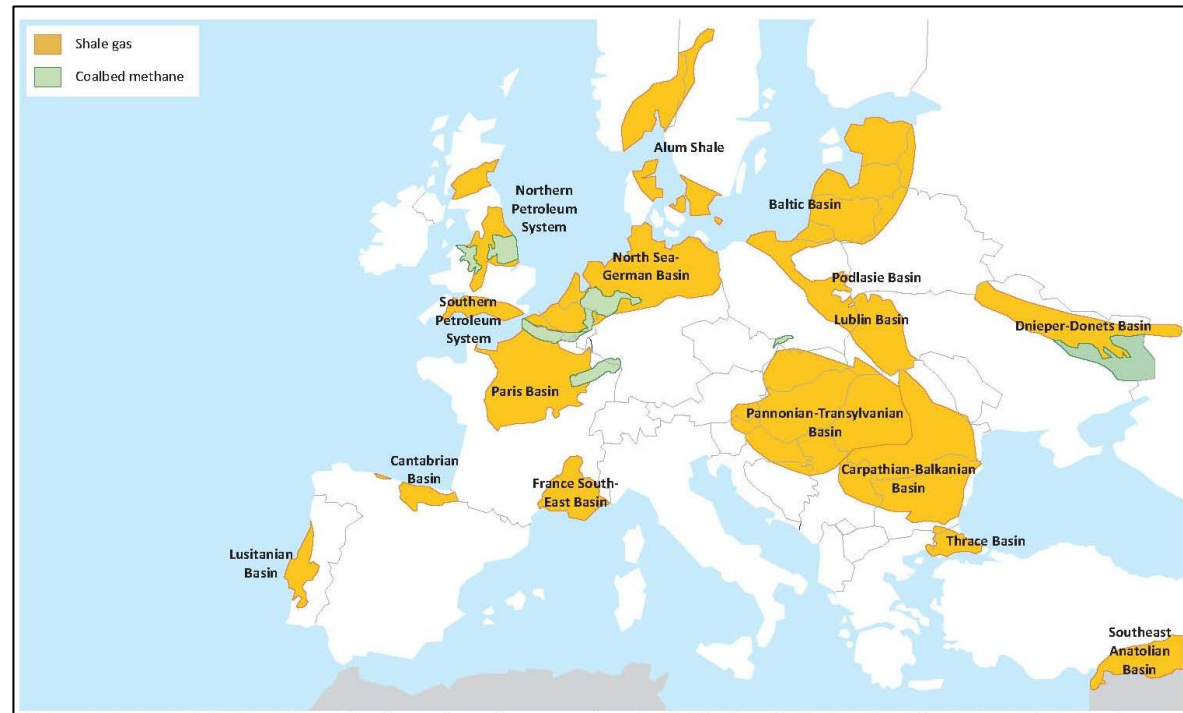 Shale gas
Coalbed methane
Alum Shale
Northern
Petroleum
System
Baltic Basin
North Sea-
German Basin
Podlasie Basin
Southern
Petroleum
System
Lublin Basin
Dnieper-Donets Basin
Paris Basin
Pannonian-Transylvanian
Basin
Cantabrian
Basin
Carpathian-Balkanian
Basin
France South-
East Basin
Lusitanian
Basin
Thrace Basin
Southeast
Anatolian
Basin